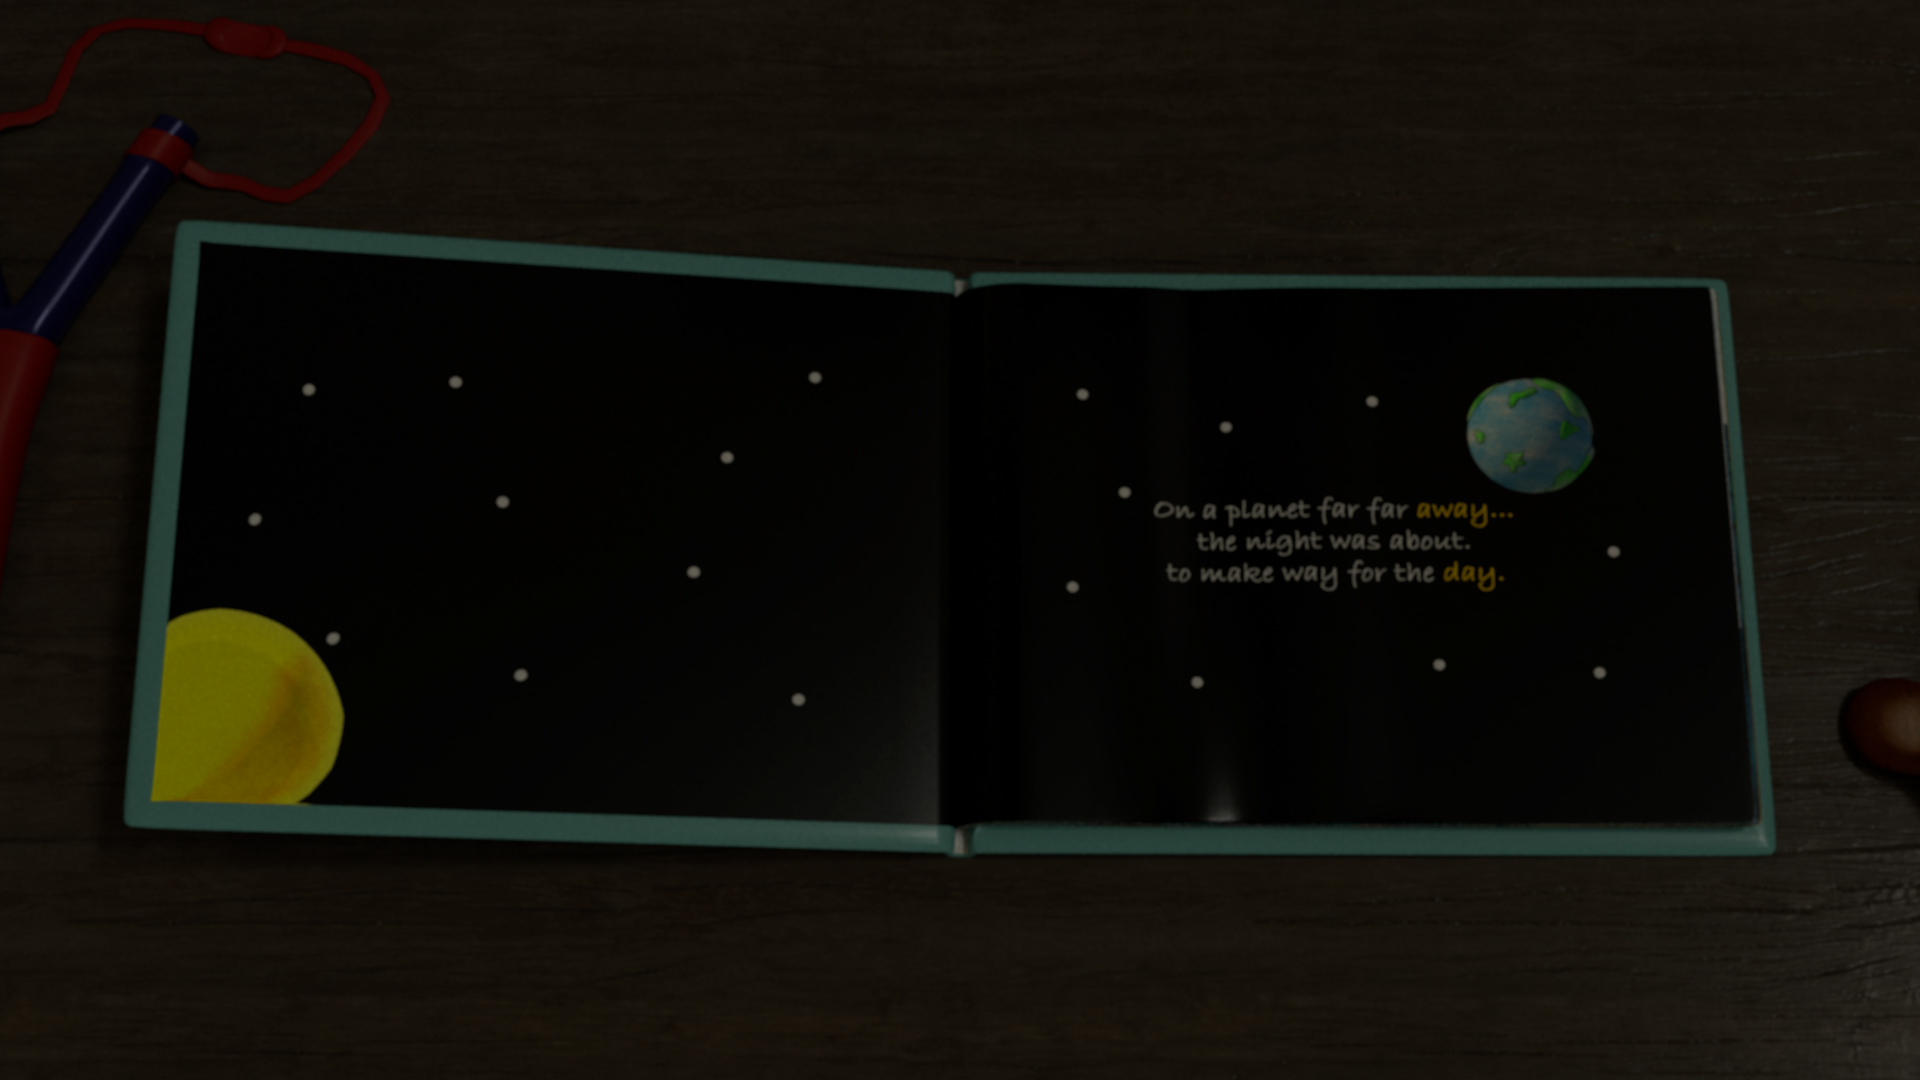 On a planet far far away...
the night was about.
to make way for the day.